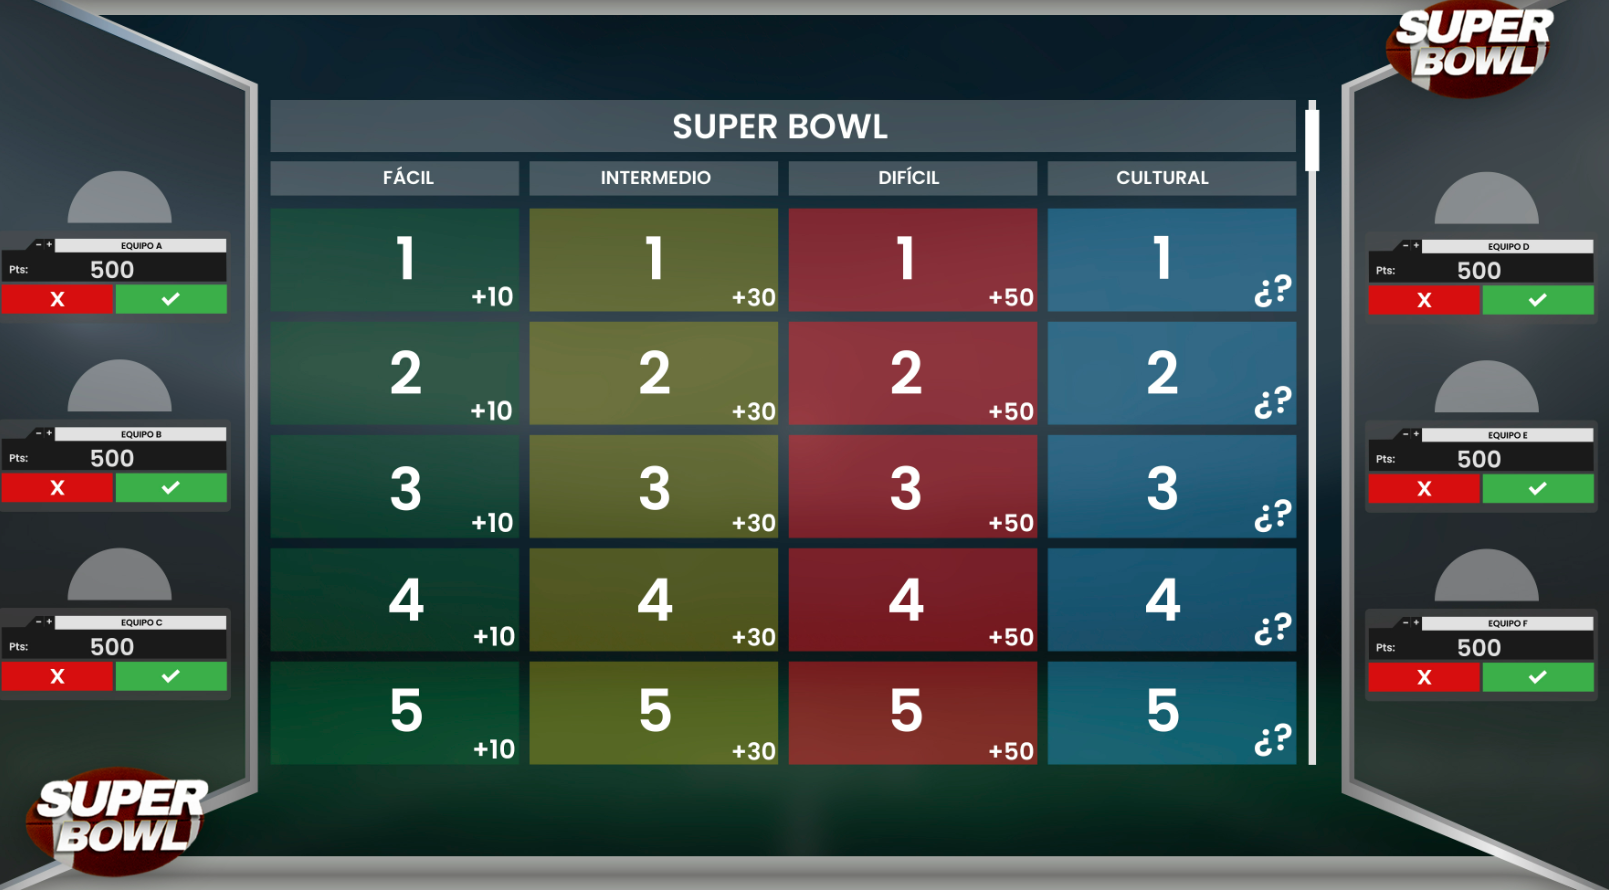 SUPER
BOWL
SUPER BOWL
FÁCIL INTERMEDIO DIFÍCIL CULTURAL
1 +10 1 +30 1 +50 1 ¿?
2 +10 2 +30 2 +50 2 ¿?
3 +10 3 +30 3 +50 3 ¿?
4 +10 4 +30 4 +50 4 ¿?
5 +10 5 +30 5 +50 5 ¿?
- + EQUIPO A
Pts: 500
X
- + EQUIPO B
Pts: 500
X
- + EQUIPO C
Pts: 500
X
- + EQUIPO D
Pts: 500
X
- + EQUIPO E
Pts: 500
X
- + EQUIPO F
Pts: 500
X
SUPER
BOWL